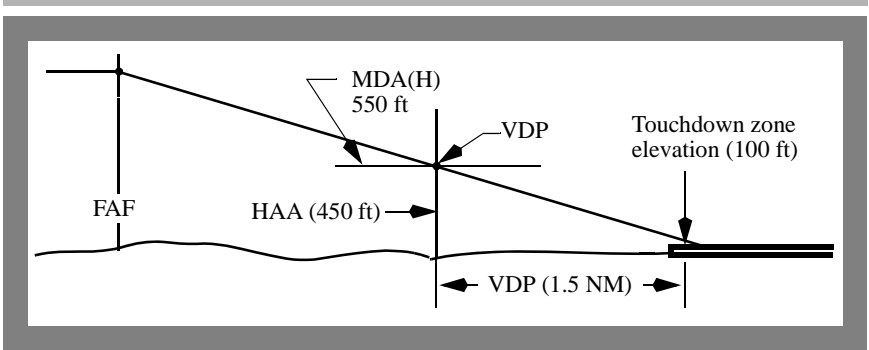 MDA(H)
550 ft
VDP
Touchdown zone
elevation (100 ft)
FAF
HAA (450 ft)
VDP (1.5 NM)